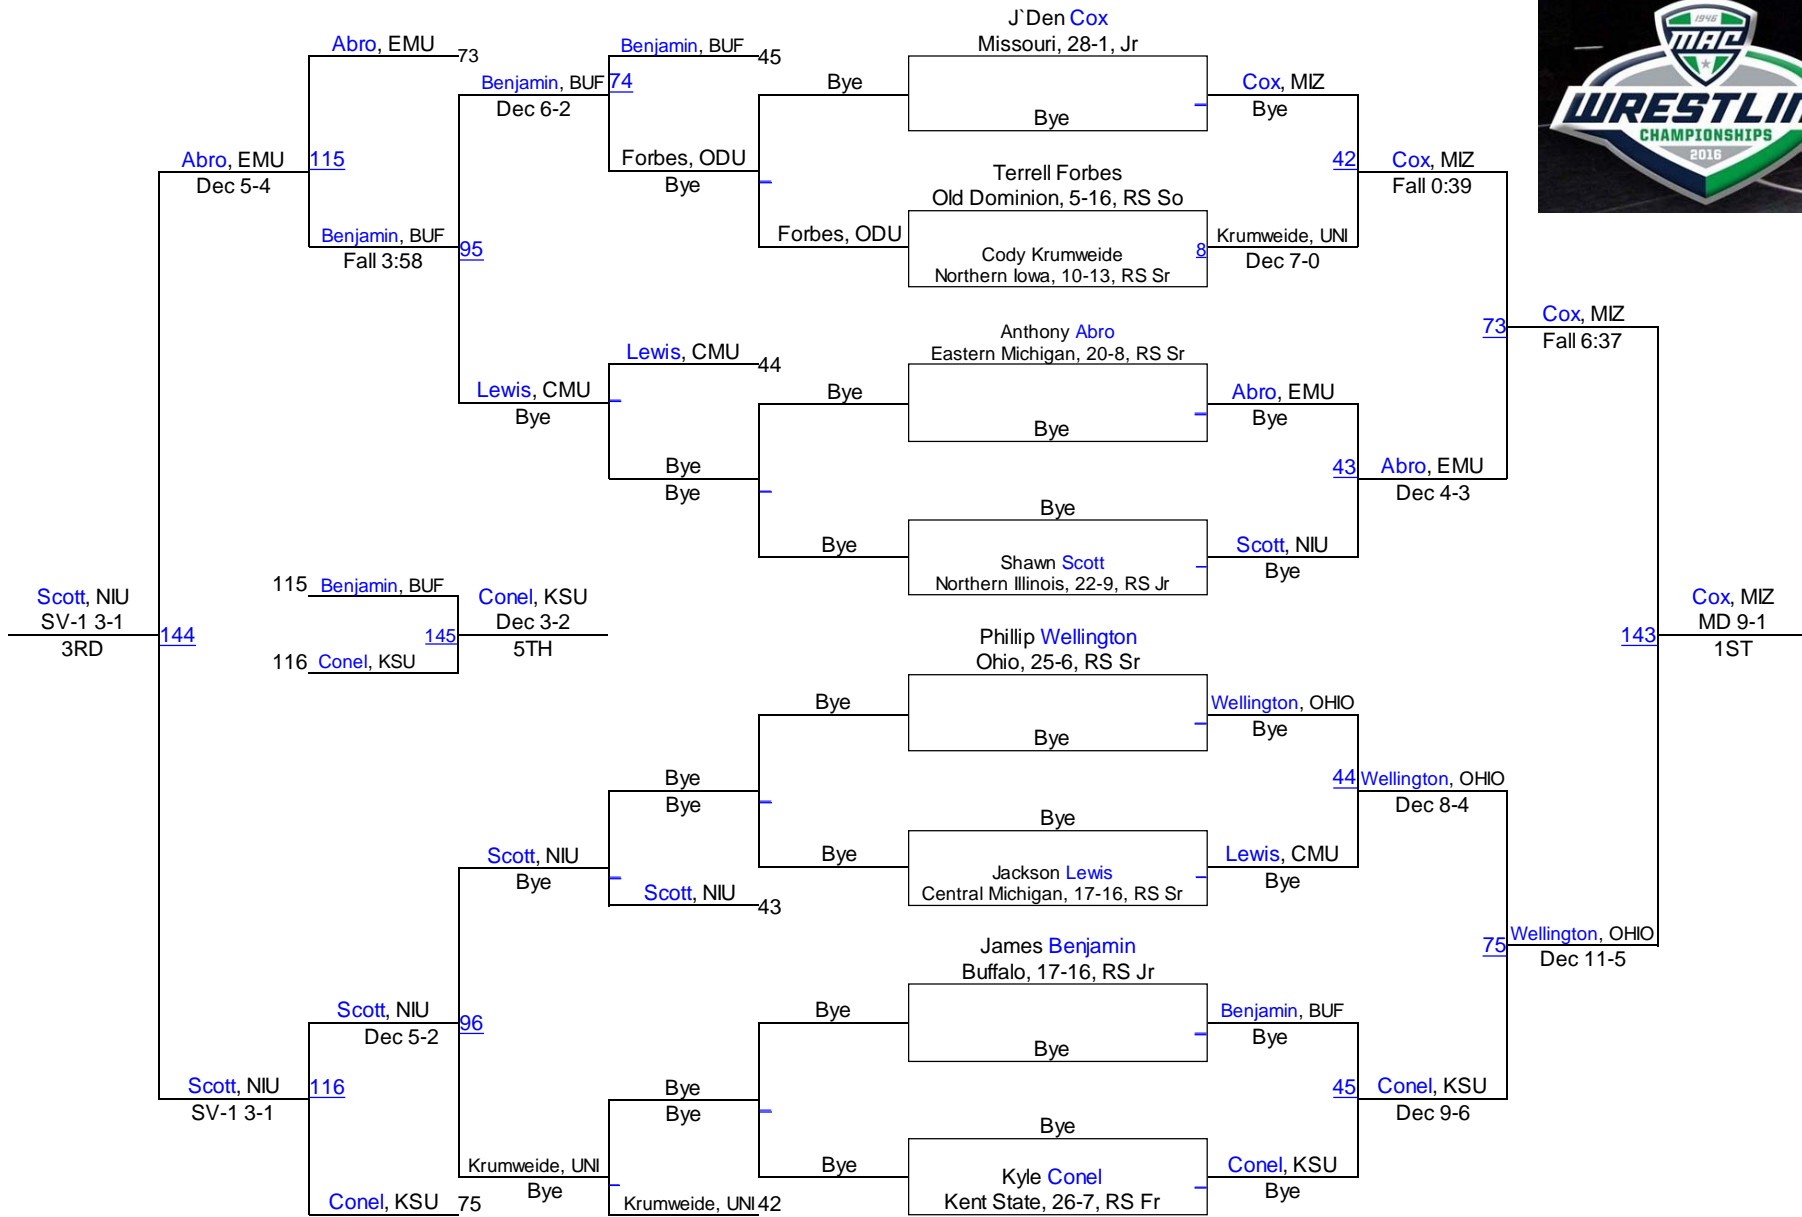 1946
MAC
WRESTLIN
CHAMPIONSHIPS
2016
J`Den Cox
Missouri, 28-1, Jr
Bye
Terrell Forbes
Old Dominion, 5-16, RS So
Cody Krumweide
Northern Iowa, 10-13, RS Sr
8
Anthony Abro
Eastern Michigan, 20-8, RS Sr
Bye
Bye
Shawn Scott
Northern Illinois, 22-9, RS Jr
Phillip Wellington
Ohio, 25-6, RS Sr
Bye
Bye
Jackson Lewis
Central Michigan, 17-16, RS Sr
James Benjamin
Buffalo, 17-16, RS Jr
Bye
Bye
Kyle Conel
Kent State, 26-7, RS Fr
Cox, MIZ
Bye
42
Krumweide, UNI
Dec 7-0
Abro, EMU
Bye
43
Scott, NIU
Bye
Wellington, OHIO
Bye
44
Lewis, CMU
Bye
Benjamin, BUF
Bye
45
Conel, KSU
Bye
Cox, MIZ
Fall 0:39
73
Abro, EMU
Dec 4-3
Wellington, OHIO
Dec 8-4
75
Conel, KSU
Dec 9-6
Cox, MIZ
Fall 6:37
143
Wellington, OHIO
Dec 11-5
Cox, MIZ
MD 9-1
1ST
Bye
Forbes, ODU
Bye
Bye
Bye
Bye
Bye
Bye
Benjamin, BUF
45
74
Forbes, ODU
Bye
Lewis, CMU
44
Bye
Bye
Bye
Bye
Scott, NIU
43
Bye
Bye
Krumweide, UNI
42
Benjamin, BUF
Dec 6-2
95
Lewis, CMU
Bye
Scott, NIU
Bye
96
Krumweide, UNI
Bye
Abro, EMU
73
115
Benjamin, BUF
Fall 3:58
Scott, NIU
Dec 5-2
116
Conel, KSU
75
Abro, EMU
Dec 5-4
144
Scott, NIU
SV-1 3-1
Scott, NIU
SV-1 3-1
3RD
115
Benjamin, BUF
145
116
Conel, KSU
Conel, KSU
Dec 3-2
5TH